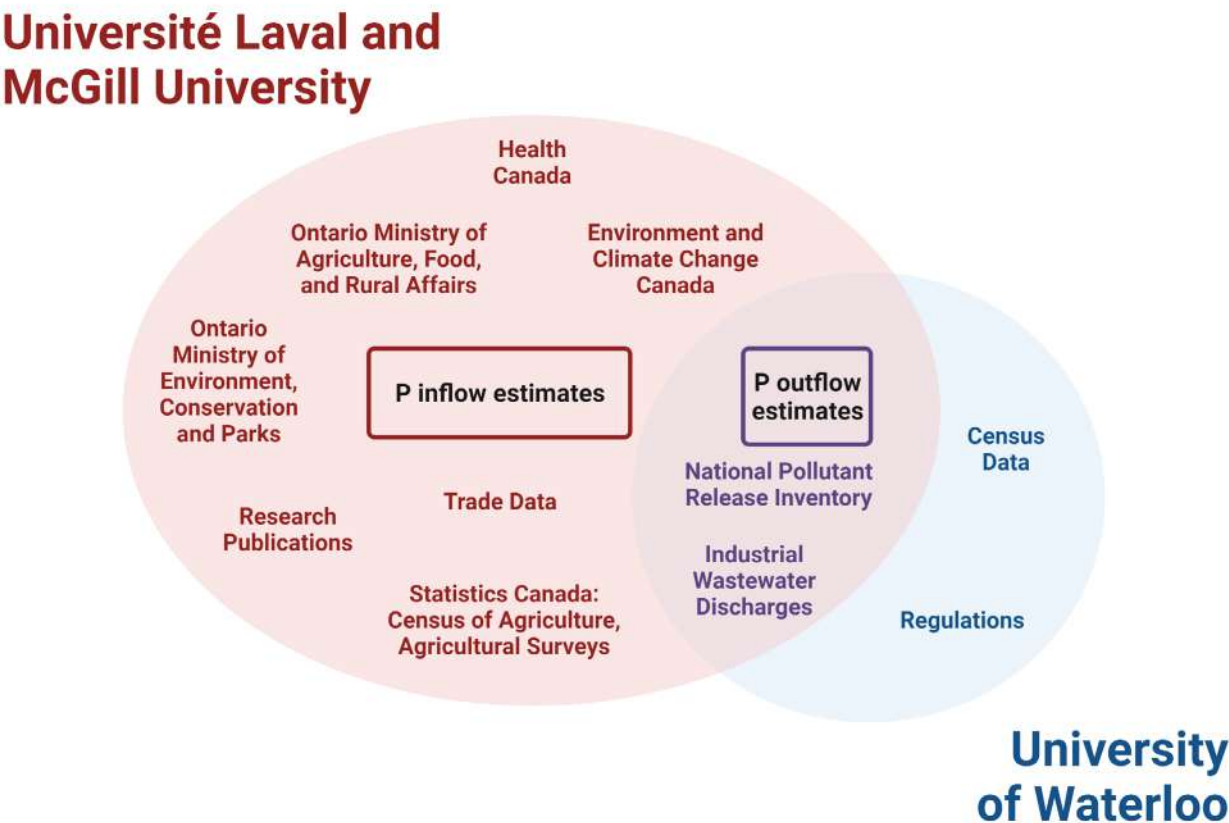 Université Laval and
McGill University
Health
Canada
Ontario Ministry of
Agriculture, Food,
and Rural Affairs
Environment and
Climate Change
Canada
Ontario
Ministry of
Environment,
Conservation
and Parks
P inflow estimates
P outflow
estimates
National Pollutant
Release Inventory
Census
Data
Trade Data
Research
Publications
Industrial
Wastewater
Discharges
Statistics Canada:
Census of Agriculture,
Agricultural Surveys
Regulations
University
of Waterloo